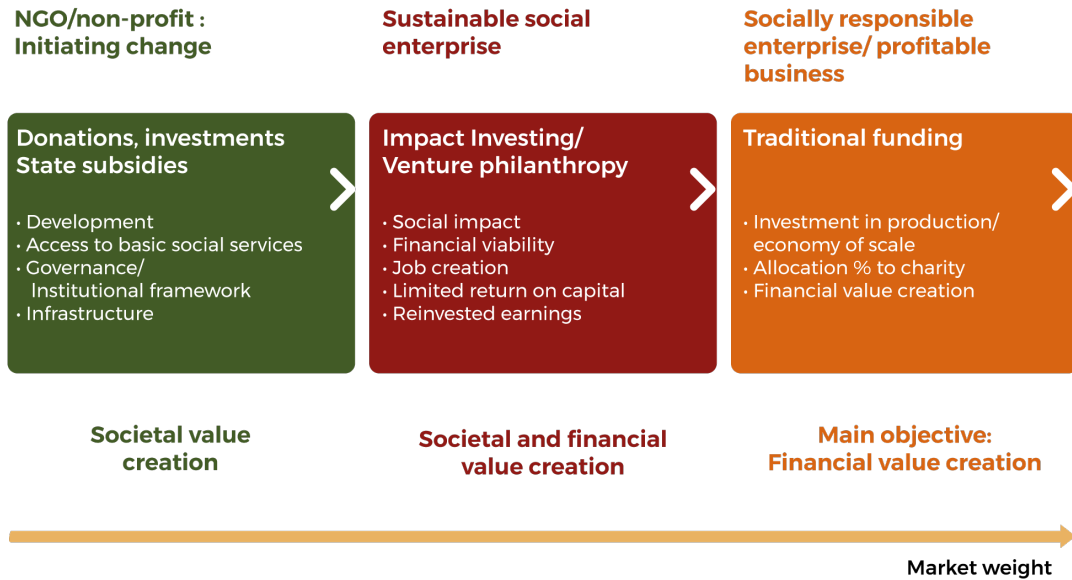 NGO/non-profit :
Initiating change
Sustainable social
enterprise
Socially responsible
enterprise/ profitable
business
Donations, investments
State subsidies
• Development
• Access to basic social services
• Governance/
Institutional framework
• Infrastructure
Impact Investing/
Venture philanthropy
• Social impact
• Financial viability
• Job creation
• Limited return on capital
• Reinvested earnings
Traditional funding
• Investment in production/
economy of scale
• Allocation % to charity
• Financial value creation
Societal value
creation
Societal and financial
value creation
Main objective:
Financial value creation
Market weight